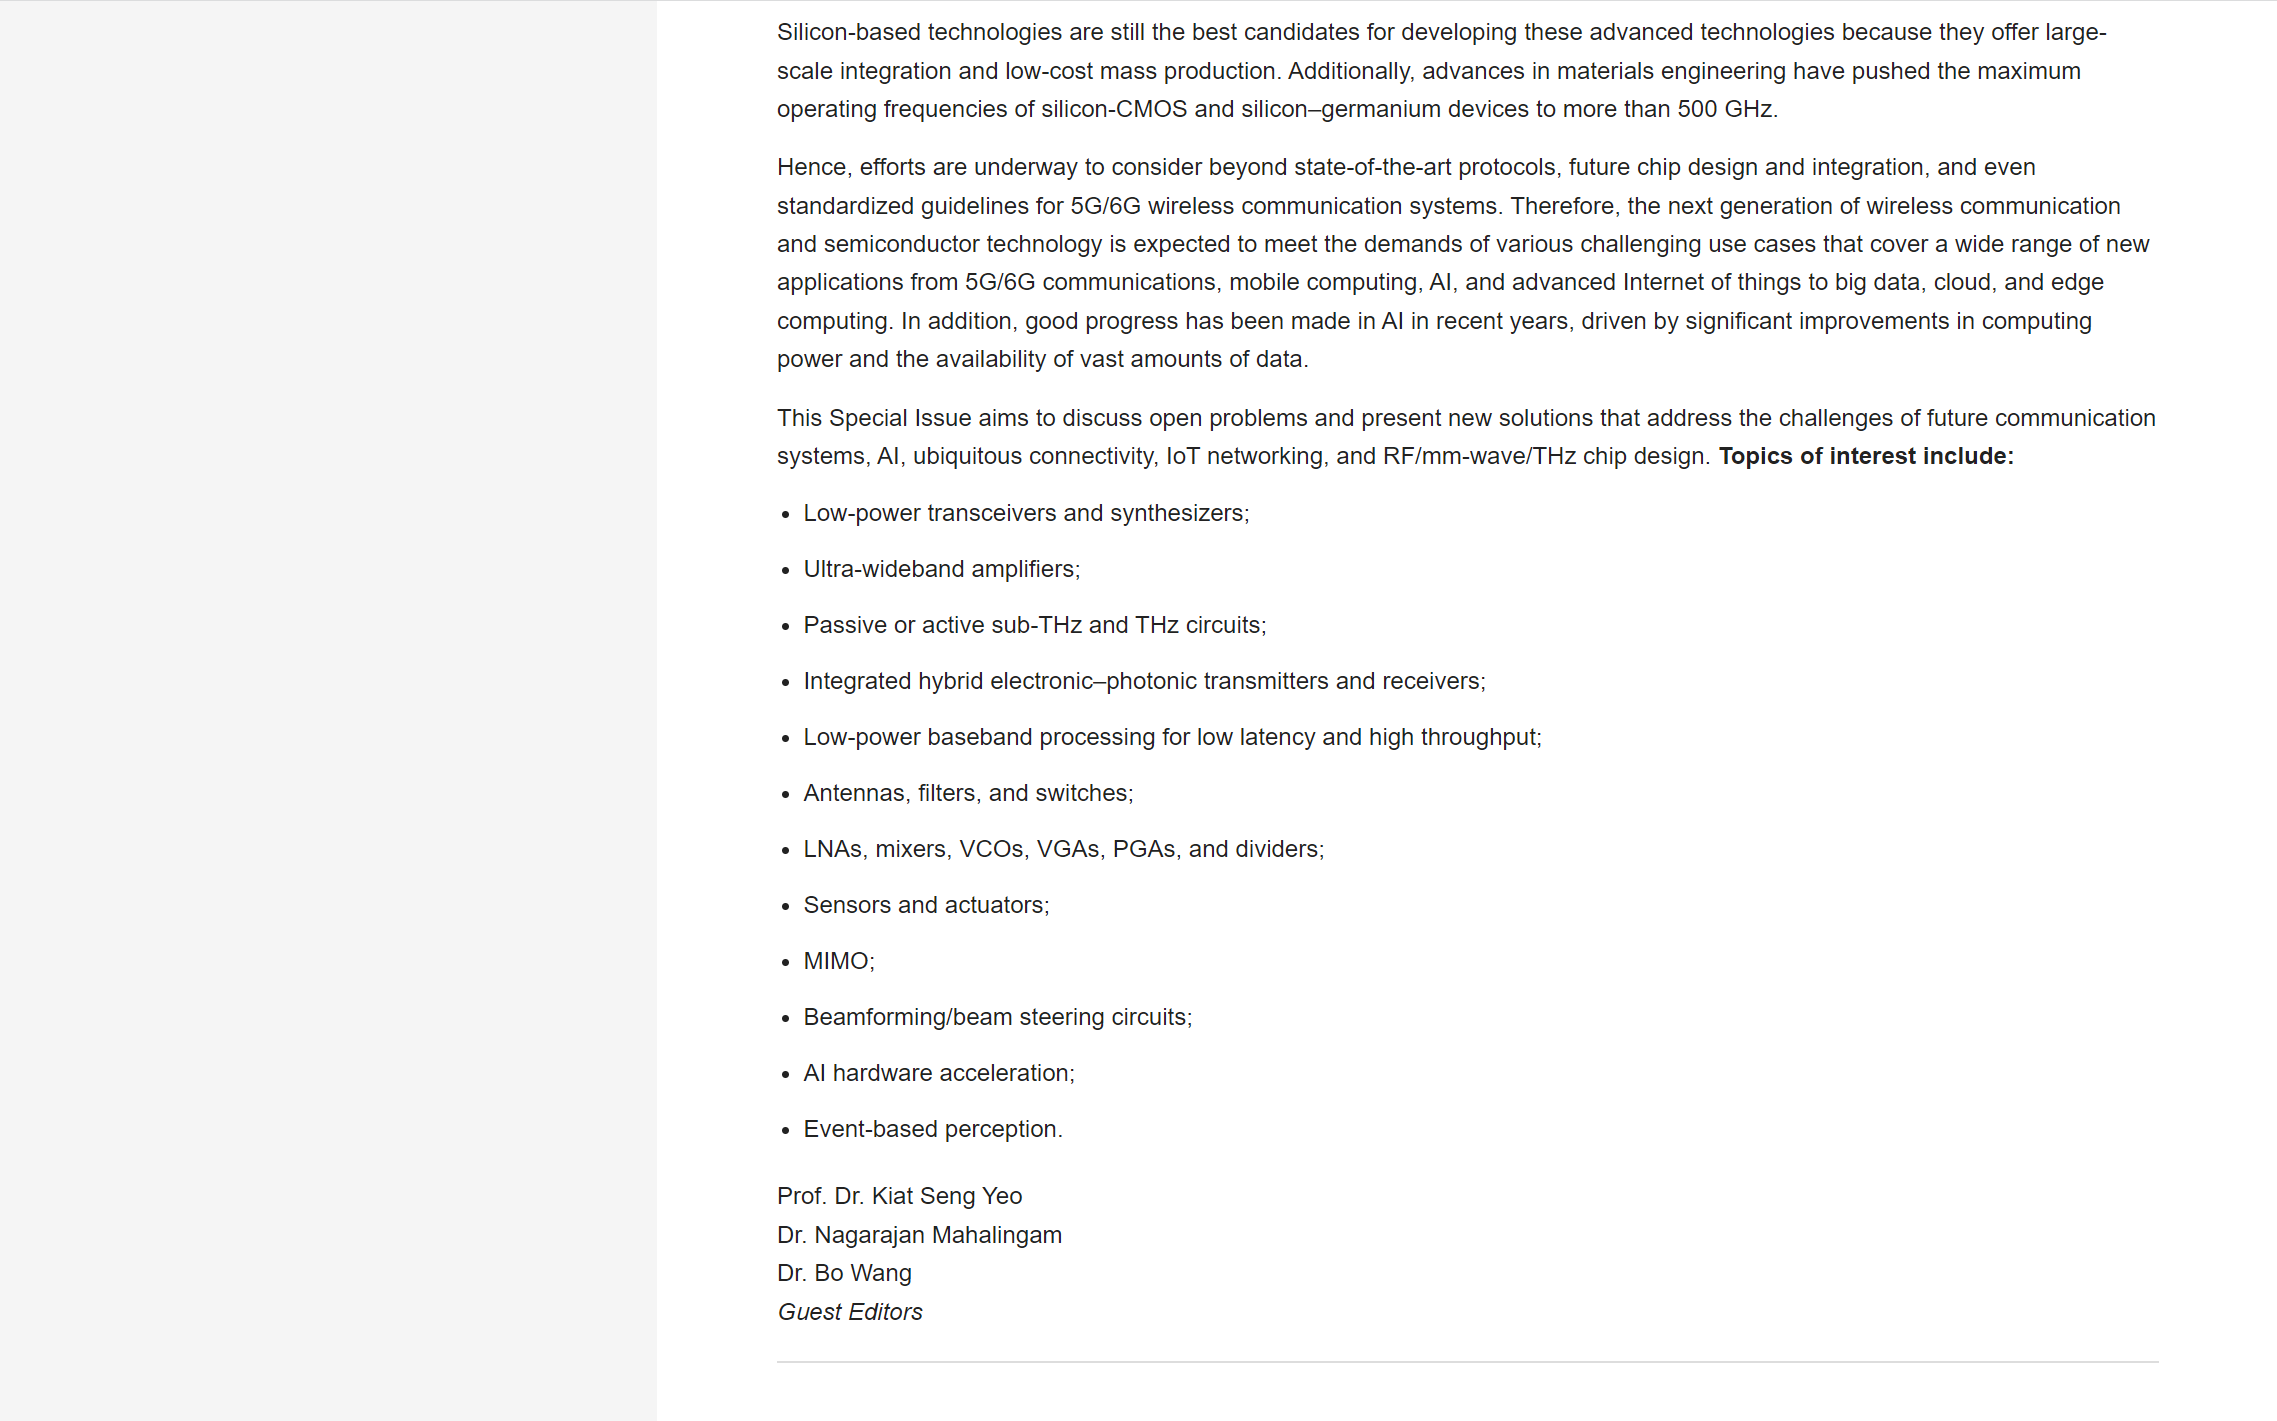 Silicon-based technologies are still the best candidates for developing these advanced technologies because they offer large-
scale integration and low-cost mass production. Additionally, advances in materials engineering have pushed the maximum
operating frequencies of silicon-CMOS and silicon–germanium devices to more than 500 GHz.
Hence, efforts are underway to consider beyond state-of-the-art protocols, future chip design and integration, and even
standardized guidelines for 5G/6G wireless communication systems. Therefore, the next generation of wireless communication
and semiconductor technology is expected to meet the demands of various challenging use cases that cover a wide range of new
applications from 5G/6G communications, mobile computing, AI, and advanced Internet of things to big data, cloud, and edge
computing. In addition, good progress has been made in AI in recent years, driven by significant improvements in computing
power and the availability of vast amounts of data.
This Special Issue aims to discuss open problems and present new solutions that address the challenges of future communication
systems, AI, ubiquitous connectivity, IoT networking, and RF/mm-wave/THz chip design. Topics of interest include:
• Low-power transceivers and synthesizers;
• Ultra-wideband amplifiers;
• Passive or active sub-THz and THz circuits;
• Integrated hybrid electronic–photonic transmitters and receivers;
• Low-power baseband processing for low latency and high throughput;
• Antennas, filters, and switches;
• LNAs, mixers, VCOs, VGAs, PGAs, and dividers;
• Sensors and actuators;
• MIMO;
• Beamforming/beam steering circuits;
• AI hardware acceleration;
• Event-based perception.
Prof. Dr. Kiat Seng Yeo
Dr. Nagarajan Mahalingam
Dr. Bo Wang
Guest Editors